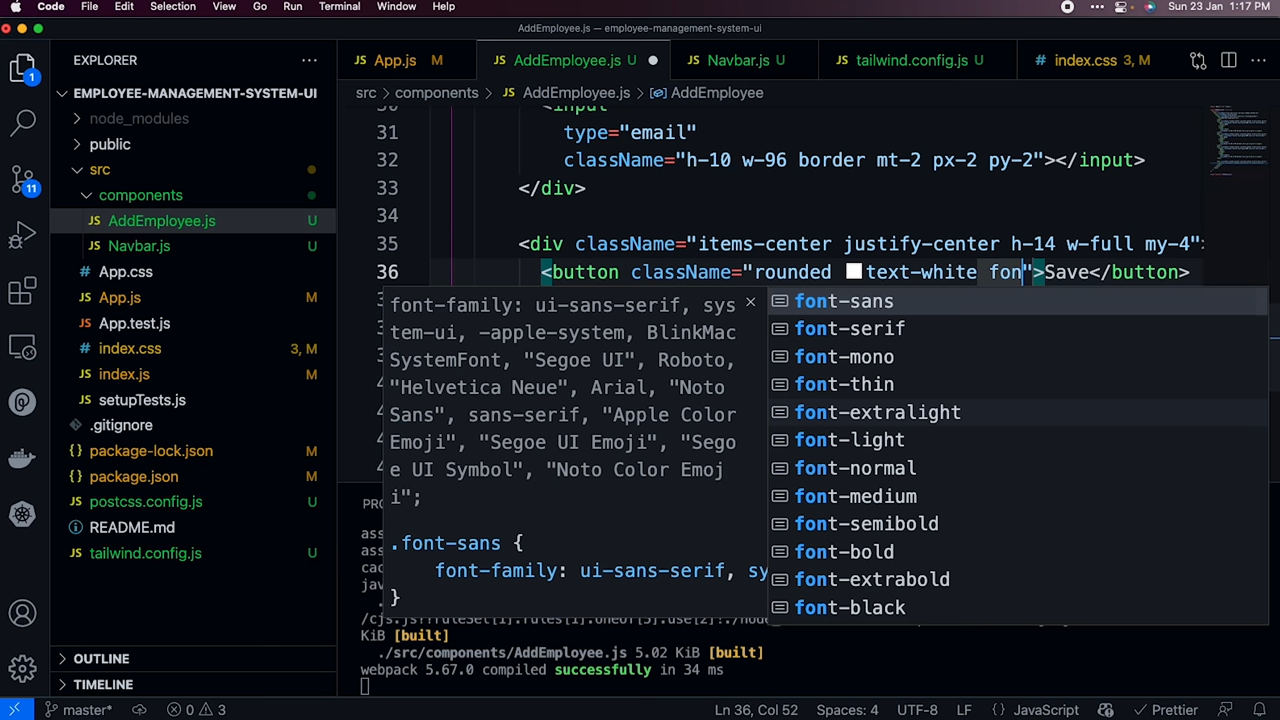 Code File Edit Selection View Go Run Terminal Window Help Sun 23 Jan 1:17 PM
AddEmployee.js — employee-management-system-ui
EXPLORER
EMPLOYEE-MANAGEMENT-SYSTEM-UI
node_modules
public
src
components
JS AddEmployee.js U
JS Navbar.js U
# App.css
JS App.js M
JS App.test.js
# index.css 3, M
JS index.js M
JS setupTests.js
.gitignore
{} package-lock.json M
{} package.json M
JS postcss.config.js U
README.md
JS tailwind.config.js U
OUTLINE
TIMELINE
1
11
JS App.js M JS AddEmployee.js U JS Navbar.js U JS tailwind.config.js U # index.css 3, M
src > components > JS AddEmployee.js > AddEmployee
<input
31 type="email"
32 className="h-10 w-96 border mt-2 px-2 py-2"></input>
33 </div>
34
35 <div className="items-center justify-center h-14 w-full my-4">
36 <button className="rounded text-white fon">Save</button>
font-family: ui-sans-serif, sys
tem-ui, -apple-system, BlinkMac
SystemFont, "Segoe UI", Roboto,
"Helvetica Neue", Arial, "Noto
Sans", sans-serif, "Apple Color
Emoji", "Segoe UI Emoji", "Sego
e UI Symbol", "Noto Color Emoj
i";
.font-sans {
font-family: ui-sans-serif, sy
}
font-sans
font-serif
font-mono
font-thin
font-extralight
font-light
font-normal
font-medium
font-semibold
font-bold
font-extrabold
font-black
KiB [built]
./src/components/AddEmployee.js 5.02 KiB [built]
webpack 5.67.0 compiled successfully in 34 ms
master* 0 3 Ln 36, Col 52 Spaces: 4 UTF-8 LF {} JavaScript Prettier